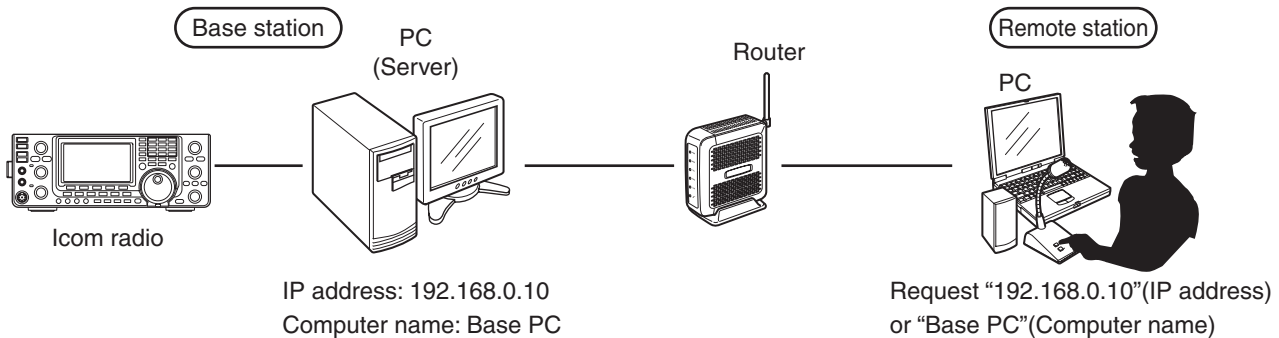 Base station
PC
(Server)
Router
Remote station
PC
Icom radio
IP address: 192.168.0.10
Computer name: Base PC
Request “192.168.0.10”(IP address)
or “Base PC”(Computer name)